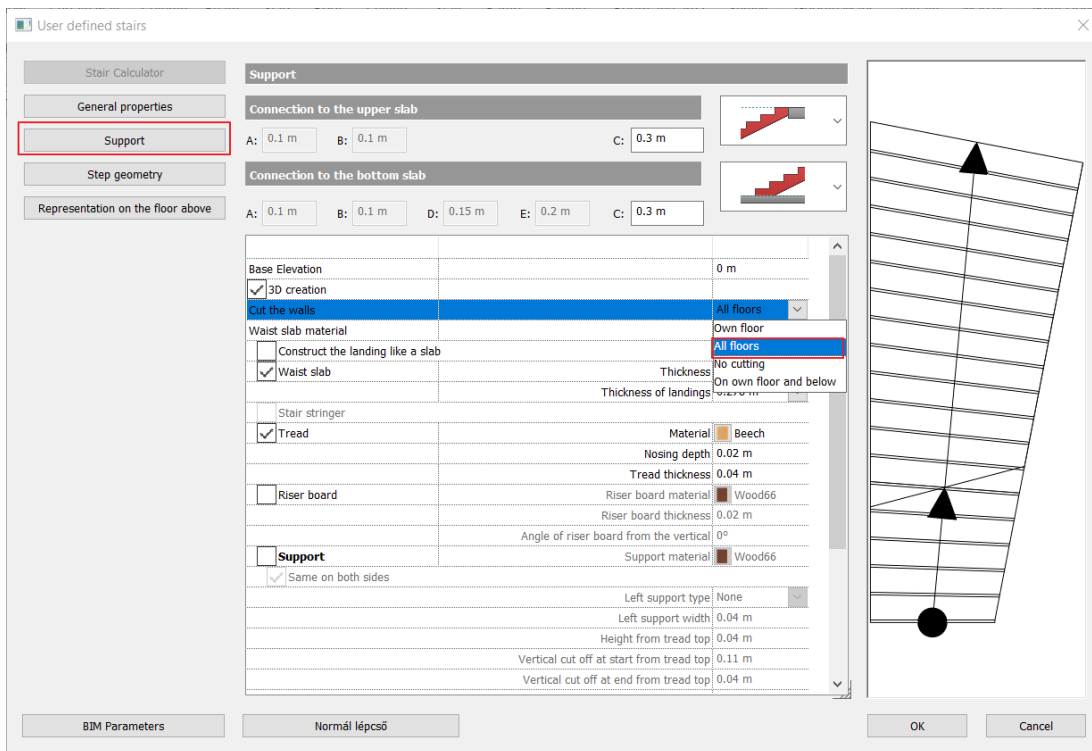 User defined stairs
Stair Calculator
General properties
Support
Step geometry
Representation on the floor above
Support
Connection to the upper slab
A: 0.1 m B: 0.1 m C: 0.3 m
Connection to the bottom slab
A: 0.1 m B: 0.1 m D: 0.15 m E: 0.2 m C: 0.3 m
Base Elevation 0 m
3D creation
Cut the walls All floors
Waist slab material Own floor
All floors
Construct the landing like a slab
No cutting
Waist slab Thickness
On own floor and below
Thickness of landings
Stair stringer
Tread Material Beech
Nosing depth 0.02 m
Tread thickness 0.04 m
Riser board Riser board material Wood66
Riser board thickness 0.02 m
Angle of riser board from the vertical 0°
Support Support material Wood66
Same on both sides
Left support type None
Left support width 0.04 m
Height from tread top 0.04 m
Vertical cut off at start from tread top 0.11 m
Vertical cut off at end from tread top 0.04 m
BIM Parameters Normál lépcső OK Cancel